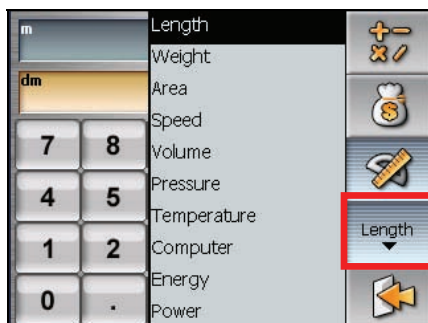 m
dm
7 8
4 5
1 2
0 .
Length
Weight
Area
Speed
Volume
Pressure
Temperature
Computer
Energy
Power
$
Length